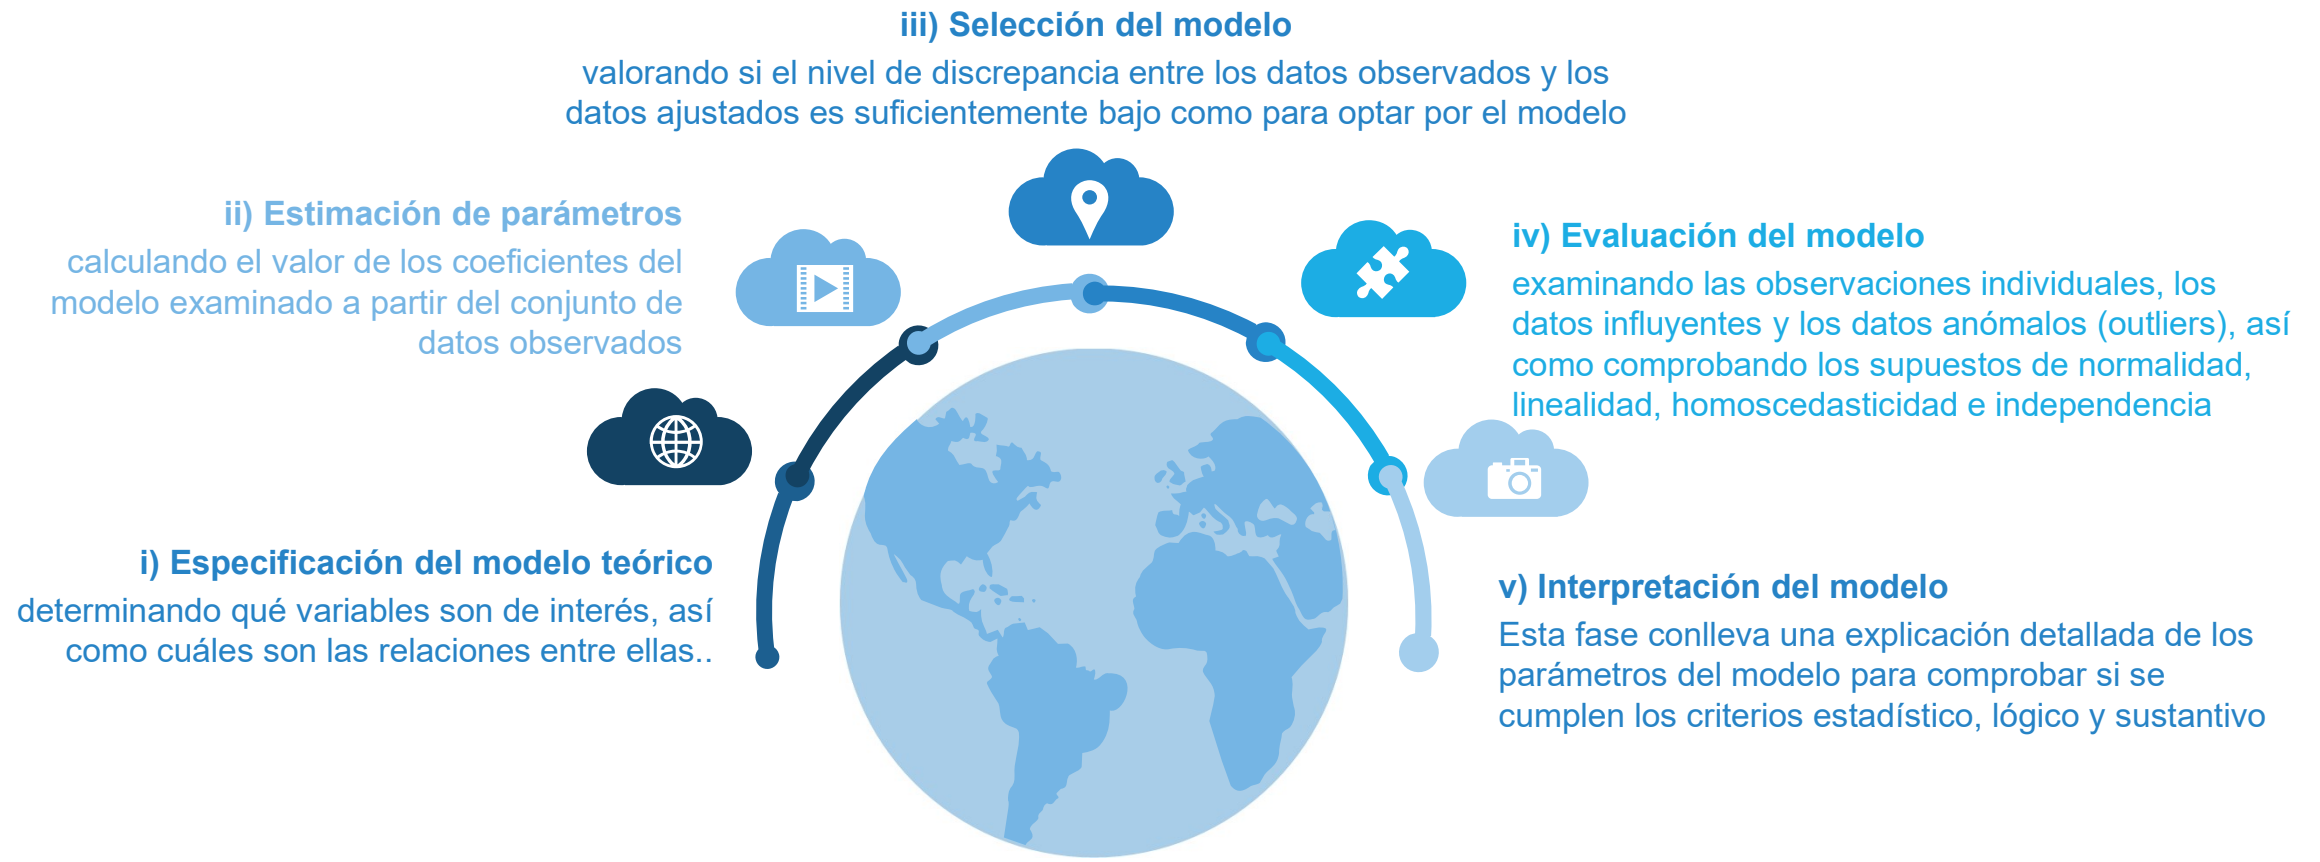 iii) Selección del modelo
valorando si el nivel de discrepancia entre los datos observados y los
datos ajustados es suficientemente bajo como para optar por el modelo
ii) Estimación de parámetros
calculando el valor de los coeficientes del
modelo examinado a partir del conjunto de
datos observados
iv) Evaluación del modelo
examinando las observaciones individuales, los
datos influyentes y los datos anómalos (outliers), así
como comprobando los supuestos de normalidad,
linealidad, homoscedasticidad e independencia
i) Especificación del modelo teórico
determinando qué variables son de interés, así
como cuáles son las relaciones entre ellas..
v) Interpretación del modelo
Esta fase conlleva una explicación detallada de los
parámetros del modelo para comprobar si se
cumplen los criterios estadístico, lógico y sustantivo